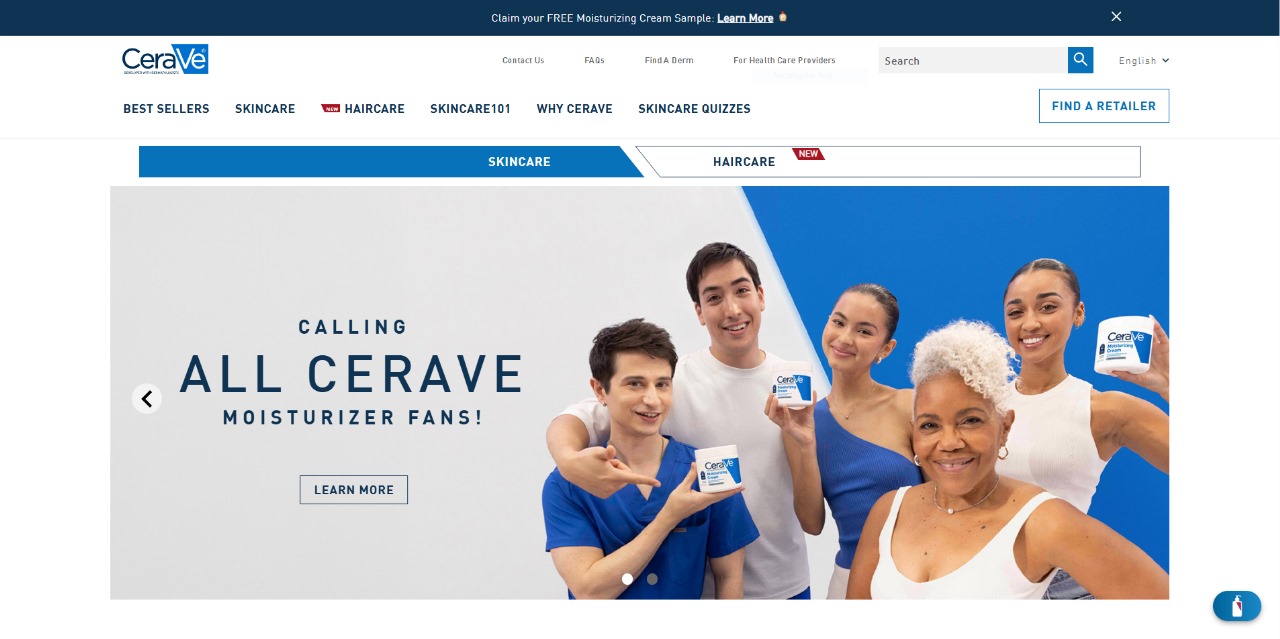 Claim your FREE Moisturizing Cream Sample. Learn More
CeraVe
DEVELOPED WITH DERMATOLOGISTS
Contact Us
FAQs
Find A Derm
For Health Care Providers
Search
English
BEST SELLERS
SKINCARE
NEW HAIRCARE
SKINCARE101
WHY CERAVE
SKINCARE QUIZZES
FIND A RETAILER
SKINCARE
HAIRCARE
NEW
CALLING
ALL CERAVE
MOISTURIZER FANS!
LEARN MORE
CeraVe
Moisturizing
Cream
CeraVe
Moisturizing
Cream
CeraVe
Moisturizing
Cream